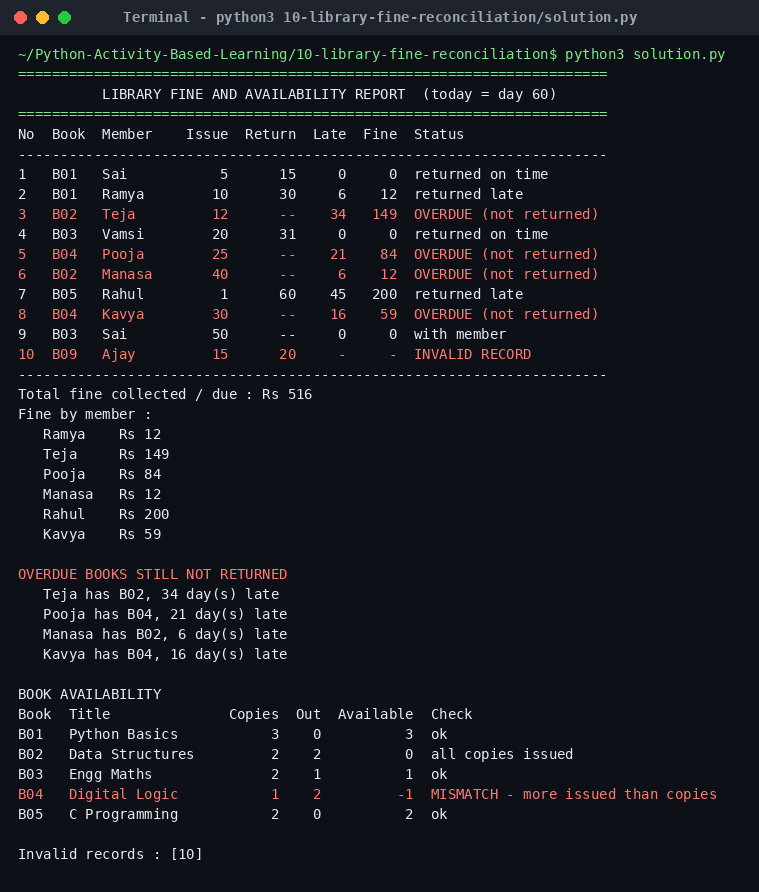 Terminal - python3 10-library-fine-reconciliation/solution.py
~/Python-Activity-Based-Learning/10-library-fine-reconciliation$ python3 solution.py
======================================================================
          LIBRARY FINE AND AVAILABILITY REPORT  (today = day 60)
======================================================================
No  Book  Member    Issue  Return  Late  Fine  Status
----------------------------------------------------------------------
1   B01   Sai           5      15     0     0  returned on time
2   B01   Ramya        10      30     6    12  returned late
3   B02   Teja         12      --    34   149  OVERDUE (not returned)
4   B03   Vamsi        20      31     0     0  returned on time
5   B04   Pooja        25      --    21    84  OVERDUE (not returned)
6   B02   Manasa       40      --     6    12  OVERDUE (not returned)
7   B05   Rahul         1      60    45   200  returned late
8   B04   Kavya        30      --    16    59  OVERDUE (not returned)
9   B03   Sai          50      --     0     0  with member
10  B09   Ajay         15      20     -     -  INVALID RECORD
----------------------------------------------------------------------
Total fine collected / due : Rs 516
Fine by member :
   Ramya    Rs 12
   Teja     Rs 149
   Pooja    Rs 84
   Manasa   Rs 12
   Rahul    Rs 200
   Kavya    Rs 59

OVERDUE BOOKS STILL NOT RETURNED
   Teja has B02, 34 day(s) late
   Pooja has B04, 21 day(s) late
   Manasa has B02, 6 day(s) late
   Kavya has B04, 16 day(s) late

BOOK AVAILABILITY
Book  Title              Copies  Out  Available  Check
B01   Python Basics           3    0          3  ok
B02   Data Structures         2    2          0  all copies issued
B03   Engg Maths              2    1          1  ok
B04   Digital Logic           1    2         -1  MISMATCH - more issued than copies
B05   C Programming           2    0          2  ok

Invalid records : [10]